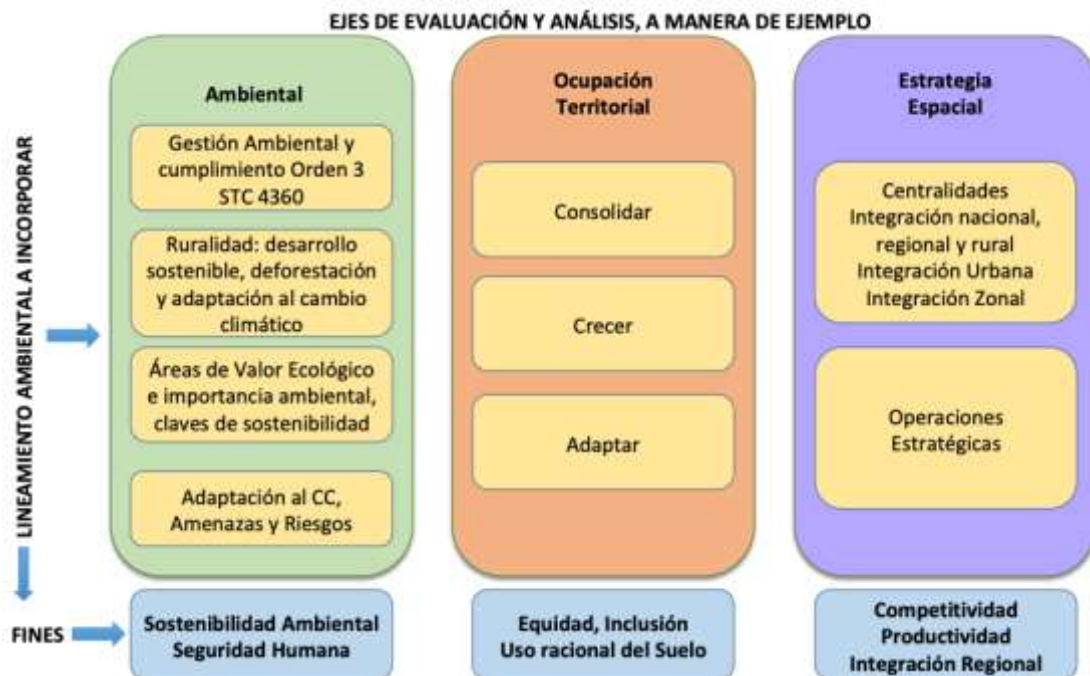 EJES DE EVALUACIÓN Y ANÁLISIS, A MANERA DE EJEMPLO
LINEAMIENTO AMBIENTAL A INCORPORAR
Ambiental
Gestión Ambiental y
cumplimiento Orden 3
STC 4360
Ruralidad: desarrollo
sostenible, deforestación
y adaptación al cambio
climático
Áreas de Valor Ecológico
e importancia ambiental,
claves de sostenibilidad
Adaptación al CC,
Amenazas y Riesgos
Ocupación
Territorial
Consolidar
Crecer
Adaptar
Estrategia
Espacial
Centralidades
Integración nacional,
regional y rural
Integración Urbana
Integración Zonal
Operaciones
Estratégicas
FINES
Sostenibilidad Ambiental
Seguridad Humana
Equidad, Inclusión
Uso racional del Suelo
Competitividad
Productividad
Integración Regional